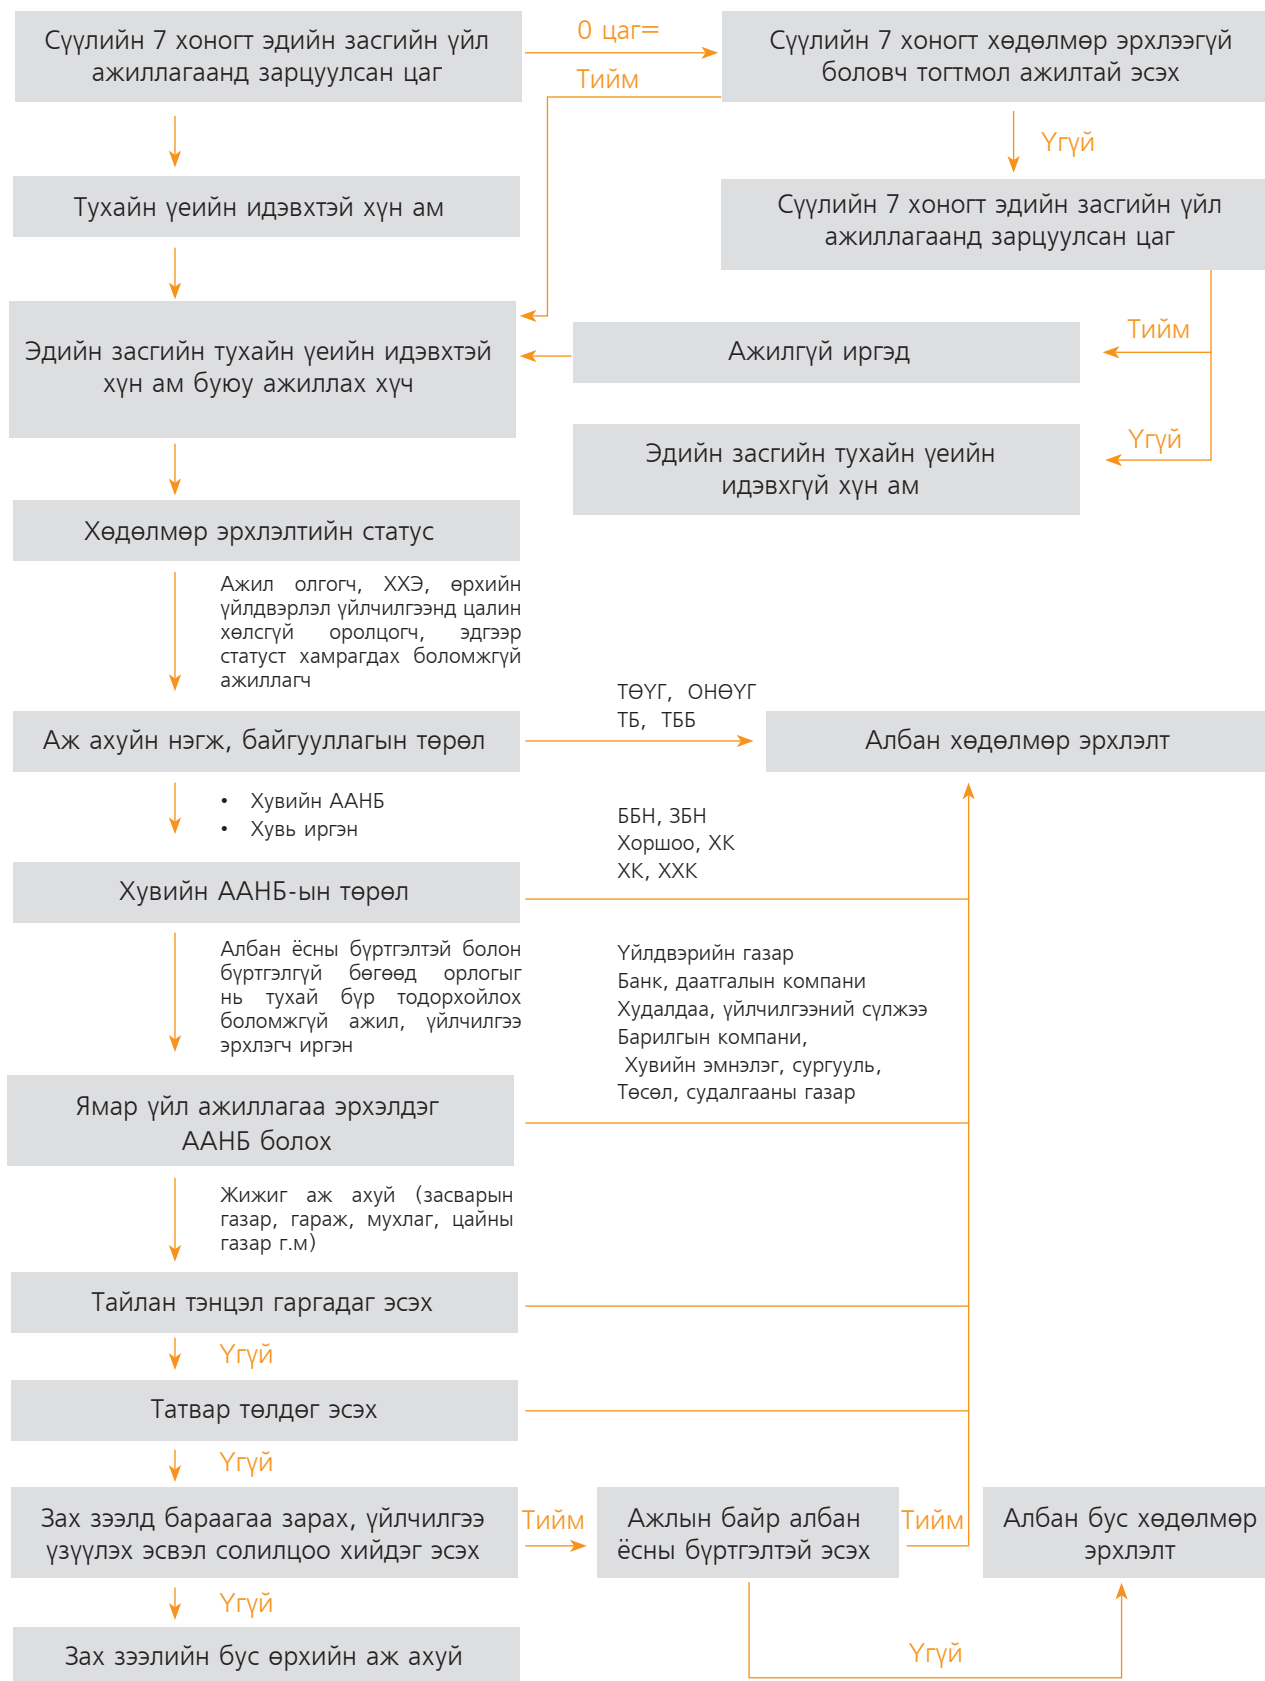 Сүүлийн 7 хоногт эдийн засгийн үйл
ажиллагаанд зарцуулсан цаг
0 цаг=
Тийм
Сүүлийн 7 хоногт хөдөлмөр эрхлээгүй
боловч тогтмол ажилтай эсэх
Үгүй
Тухайн үеийн идэвхтэй хүн ам
Сүүлийн 7 хоногт эдийн засгийн үйл
ажиллагаанд зарцуулсан цаг
Эдийн засгийн тухайн үеийн идэвхтэй
хүн ам буюу ажиллах хүч
Ажилгүй иргэд
Тийм
Эдийн засгийн тухайн үеийн
идэвхгүй хүн ам
Үгүй
Хөдөлмөр эрхлэлтийн статус
Ажил олгогч, ХХЭ, өрхийн
үйлдвэрлэл үйлчилгээнд цалин
хөлсгүй оролцогч, эдгээр
статуст хамрагдах боломжгүй
ажиллагч
Аж ахуйн нэгж, байгууллагын төрөл
ТӨҮГ, ОНӨҮГ
ТБ, ТББ
Албан хөдөлмөр эрхлэлт
• Хувийн ААНБ
• Хувь иргэн
ББН, ЗБН
Хоршоо, ХК
ХК, ХХК
Хувийн ААНБ-ын төрөл
Албан ёсны бүртгэлтэй болон
бүртгэлгүй бөгөөд орлогыг
нь тухай бүр тодорхойлох
боломжгүй ажил, үйлчилгээ
эрхлэгч иргэн
Үйлдвэрийн газар
Банк, даатгалын компани
Худалдаа, үйлчилгээний сүлжээ
Барилгын компани,
Хувийн эмнэлэг, сургууль,
Төсөл, судалгааны газар
Ямар үйл ажиллагаа эрхэлдэг
ААНБ болох
Жижиг аж ахуй (засварын
газар, гараж, мухлаг, цайны
газар г.м)
Тайлан тэнцэл гаргадаг эсэх
Үгүй
Татвар төлдөг эсэх
Үгүй
Зах зээлд бараагаа зарах, үйлчилгээ
үзүүлэх эсвэл солилцоо хийдэг эсэх
Тийм
Ажлын байр албан
ёсны бүртгэлтэй эсэх
Тийм
Албан бус хөдөлмөр
эрхлэлт
Үгүй
Үгүй
Зах зээлийн бус өрхийн аж ахуй